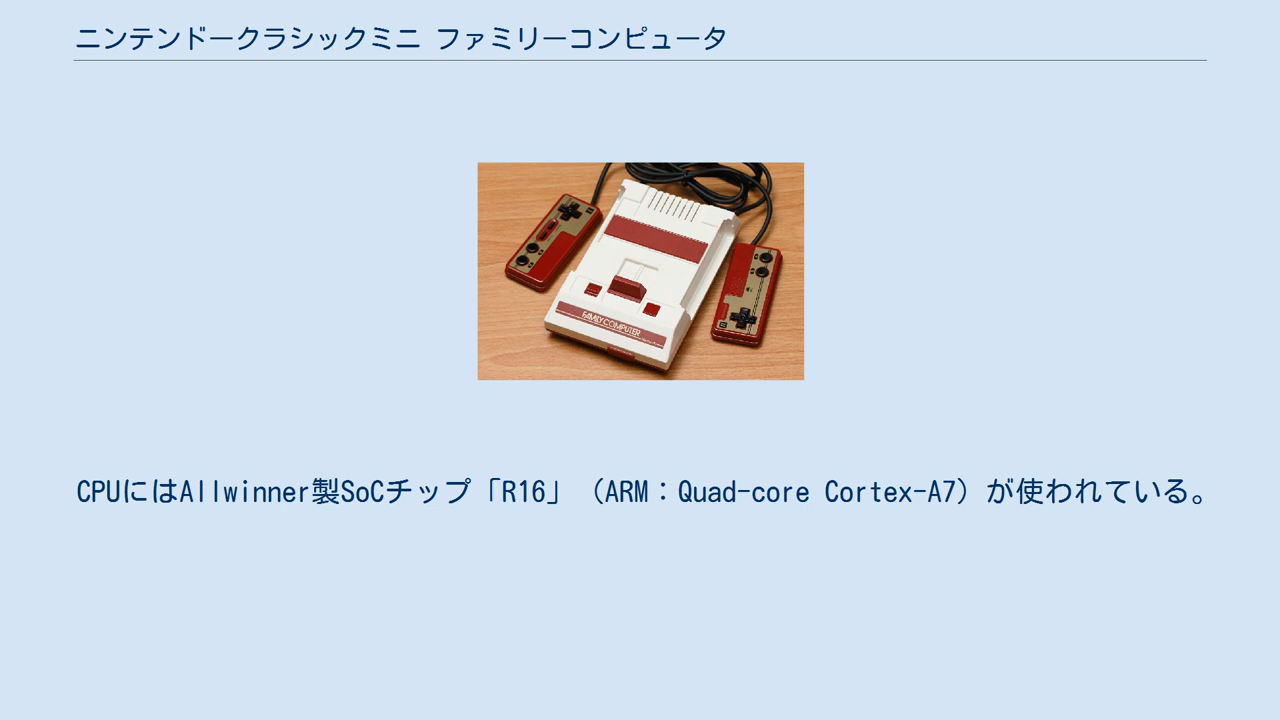 ニンテンドークラシックミニ ファミリーコンピュータ
FAMILY COMPUTER
CPUにはAllwinner製SoCチップ「R16」（ARM：Quad-core Cortex-A7）が使われている。